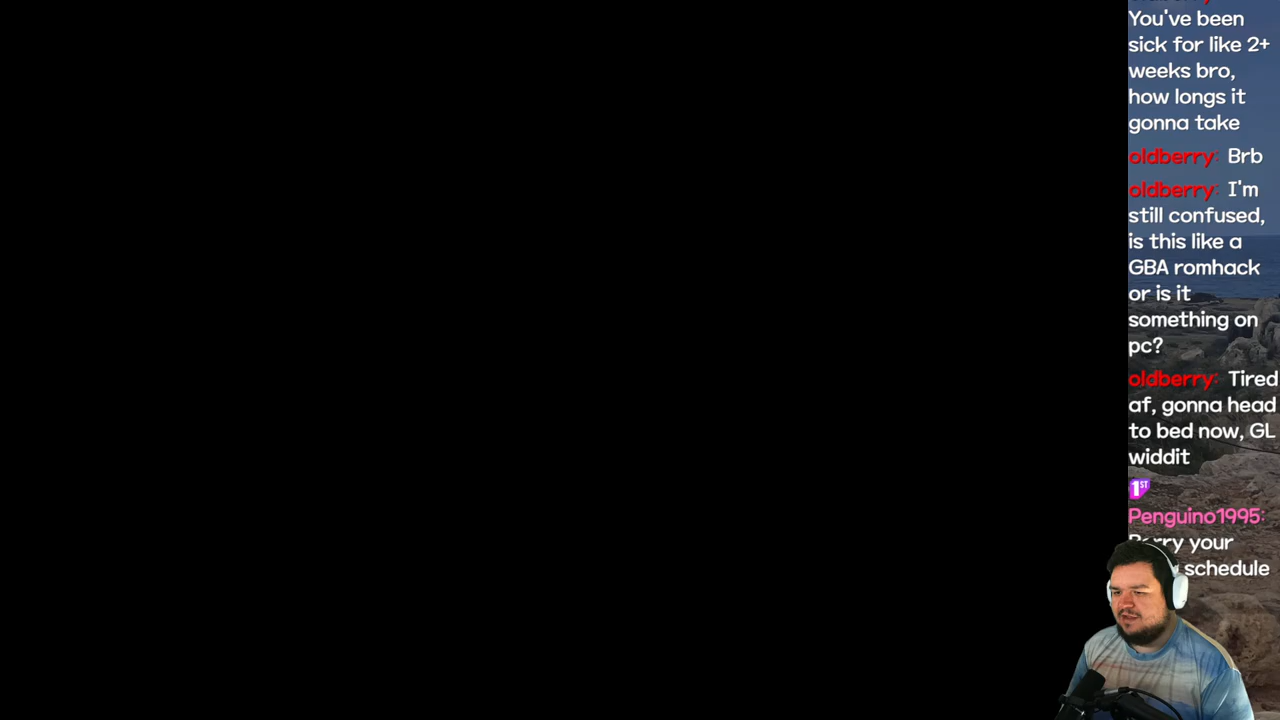 You've been
sick for like 2+
weeks bro,
how longs it
gonna take
oldberry: Brb
oldberry: I'm
still confused,
is this like a
GBA romhack
or is it
something on
pc?
oldberry: Tired
af, gonna head
to bed now, GL
widdit
1ST
Penguino1995:
your
schedule